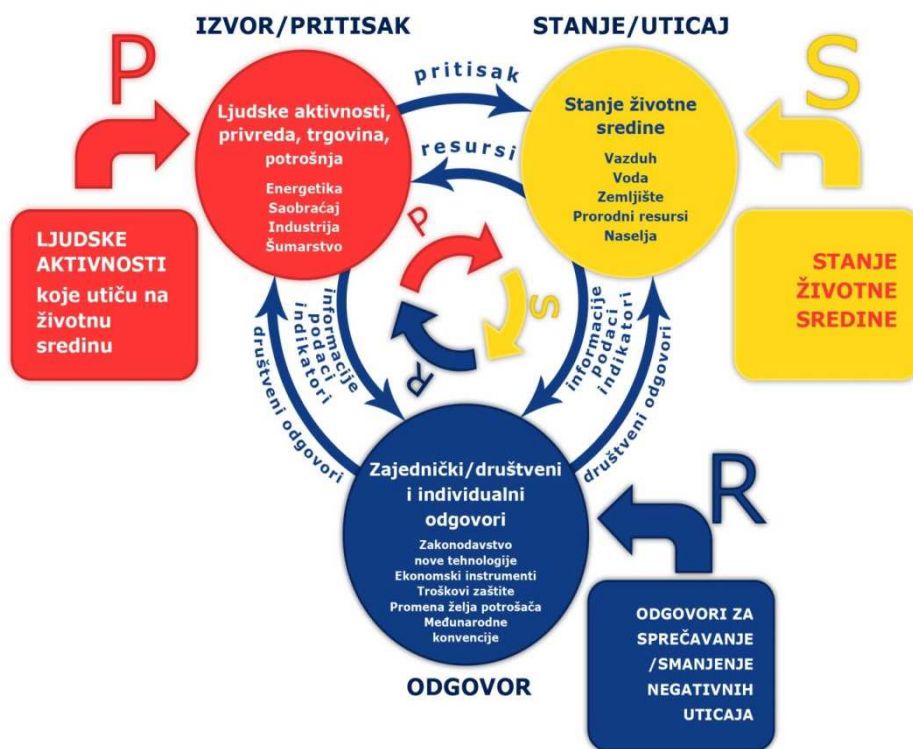 IZVOR/PRITISAK
STANJE/UTICAJ
P
S
pritisak
resursi
Ljudske aktivnosti,
privreda, trgovina,
potrošnja
Energetika
Saobraćaj
Industrija
Šumarstvo
Stanje životne
sredine
Vazduh
Voda
Zemljište
Prorodni resursi
Naselja
LJUDSKE
AKTIVNOSTI
koje utiču na
životnu
sredinu
STANJE
ŽIVOTNE
SREDINE
P
S
R
društveni odgovori
informacije
podaci
indikatori
informacije
podaci
indikatori
društveni odgovori
Zajednički/društveni
i individualni
odgovori
Zakonodavstvo
nove tehnologije
Ekonomski instrumenti
Troškovi zaštite
Promena želja potrošača
Međunarodne
konvencije
R
ODGOVORI ZA
SPREČAVANJE
/SMANJENJE
NEGATIVNIH
UTICAJA
ODGOVOR